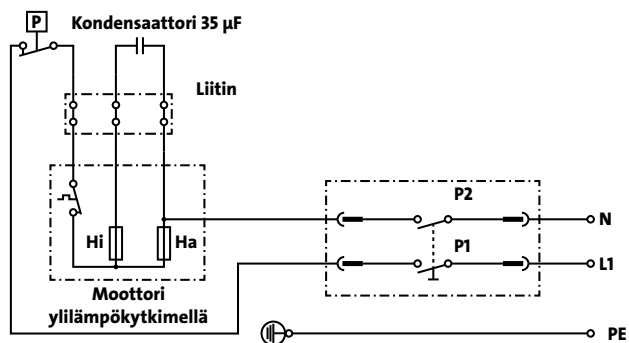 P
Kondensaattori 35 µF
Liitin
P2
N
Hi
Ha
P1
L1
Moottori
ylilämpökytkimellä
PE